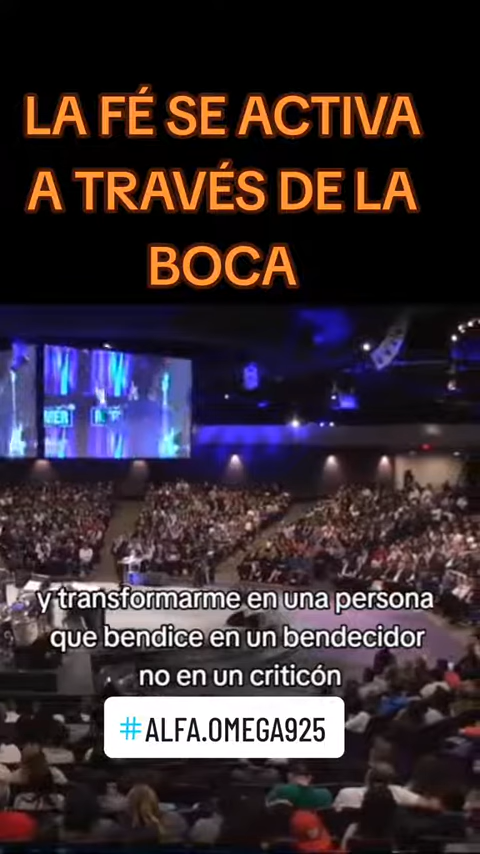 LA FÉ SE ACTIVA
A TRAVÉS DE LA
BOCA
y transformarme en una persona
que bendice en un bendecidor
no en un criticón
#ALFA.OMEGA925